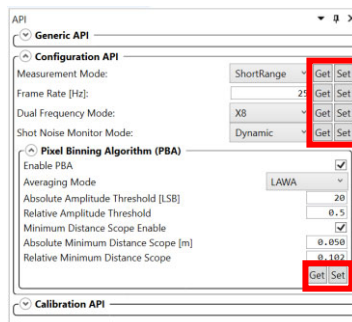 API
Generic API
Configuration API
Measurement Mode: ShortRange Get Set
Frame Rate [Hz]: 25 Get Set
Dual Frequency Mode: X8 Get Set
Shot Noise Monitor Mode: Dynamic Get Set
Pixel Binning Algorithm (PBA)
Enable PBA
Averaging Mode LAWA
Absolute Amplitude Threshold [LSB] 20
Relative Amplitude Threshold 0.5
Minimum Distance Scope Enable
Absolute Minimum Distance Scope [m] 0.050
Relative Minimum Distance Scope 0.102
Get Set
Calibration API